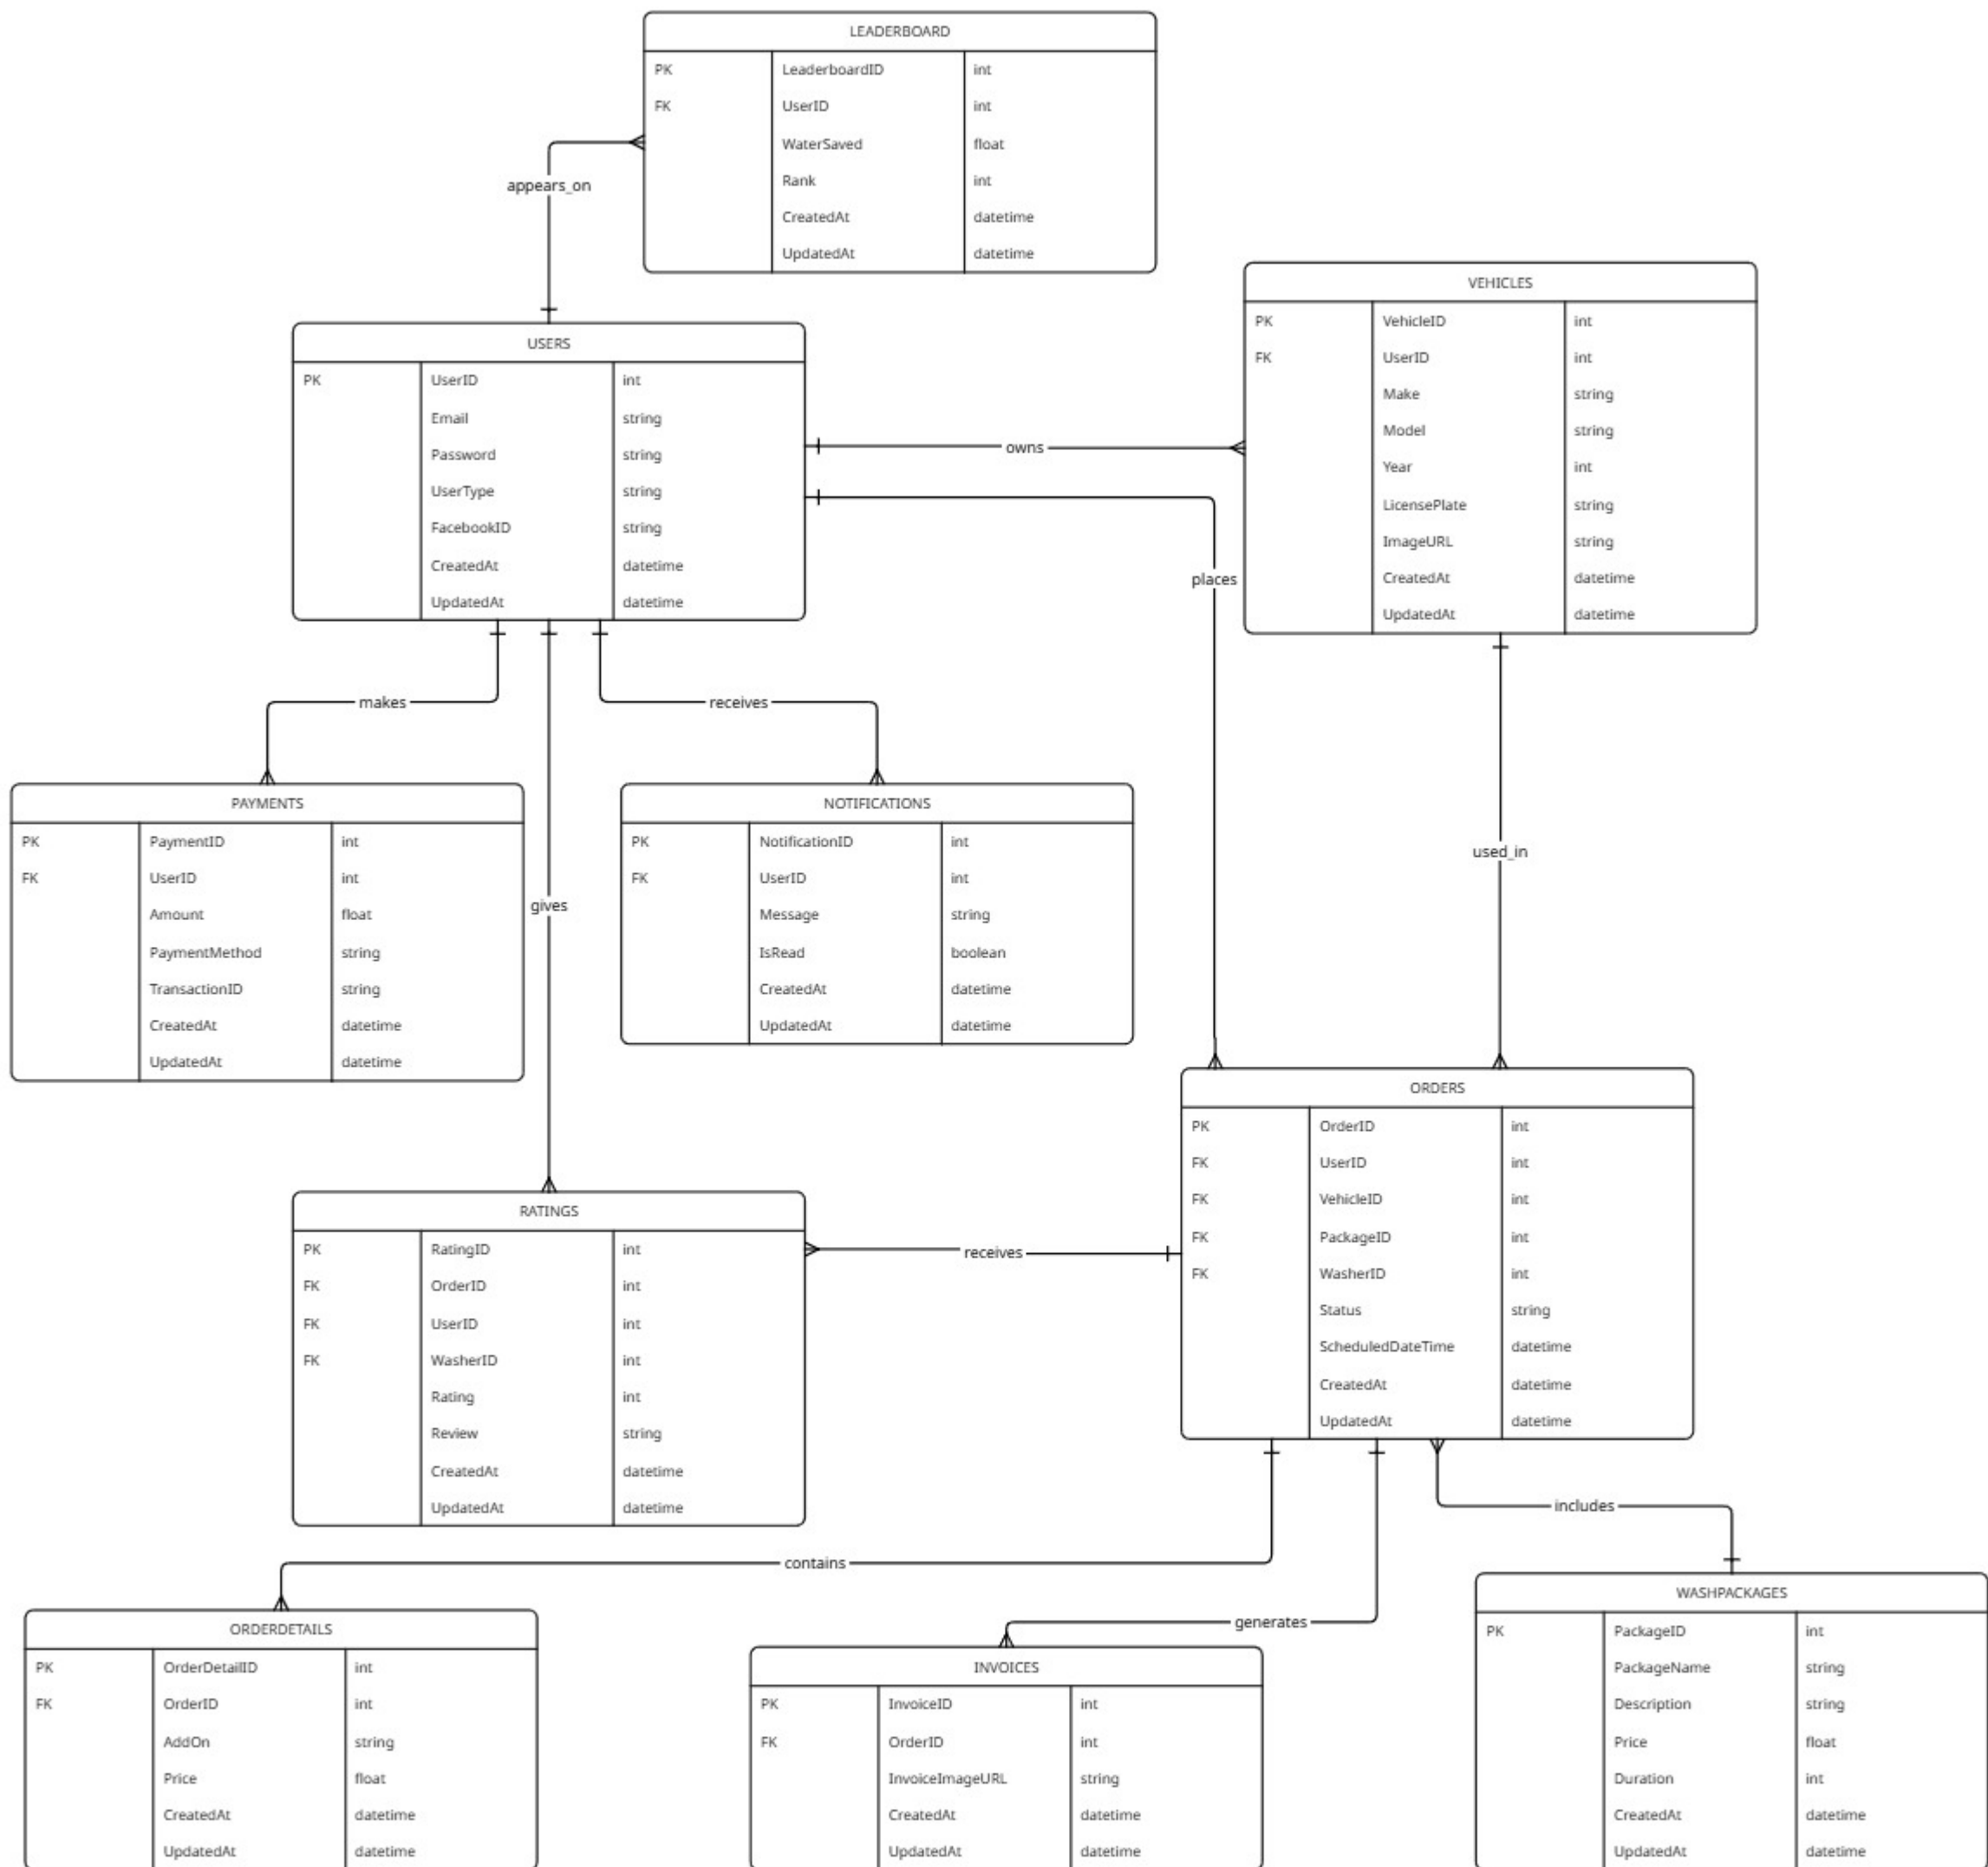 LEADERBOARD
PK LeaderboardID int
FK UserID int
WaterSaved float
Rank int
CreatedAt datetime
UpdatedAt datetime
appears_on
VEHICLES
PK VehicleID int
FK UserID int
Make string
Model string
Year int
LicensePlate string
ImageURL string
CreatedAt datetime
UpdatedAt datetime
USERS
PK UserID int
Email string
Password string
UserType string
FacebookID string
CreatedAt datetime
UpdatedAt datetime
owns
places
makes
receives
used_in
gives
PAYMENTS
PK PaymentID int
FK UserID int
Amount float
PaymentMethod string
TransactionID string
CreatedAt datetime
UpdatedAt datetime
NOTIFICATIONS
PK NotificationID int
FK UserID int
Message string
IsRead boolean
CreatedAt datetime
UpdatedAt datetime
ORDERS
PK OrderID int
FK UserID int
FK VehicleID int
FK PackageID int
FK WasherID int
Status string
ScheduledDateTime datetime
CreatedAt datetime
UpdatedAt datetime
RATINGS
PK RatingID int
FK OrderID int
FK UserID int
FK WasherID int
Rating int
Review string
CreatedAt datetime
UpdatedAt datetime
receives
includes
contains
generates
ORDERDETAILS
PK OrderDetailID int
FK OrderID int
AddOn string
Price float
CreatedAt datetime
UpdatedAt datetime
INVOICES
PK InvoiceID int
FK OrderID int
InvoiceImageURL string
CreatedAt datetime
UpdatedAt datetime
WASHPACKAGES
PK PackageID int
PackageName string
Description string
Price float
Duration int
CreatedAt datetime
UpdatedAt datetime